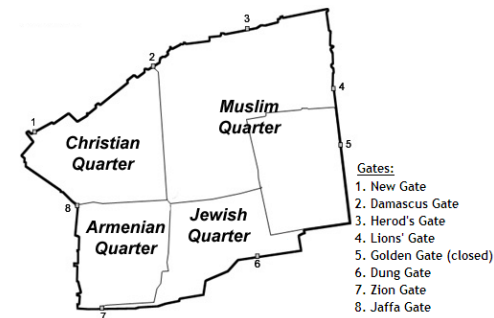 3
2
4
Muslim
Quarter
1
Christian
Quarter
5
Gates:
1. New Gate
2. Damascus Gate
3. Herod's Gate
4. Lions' Gate
5. Golden Gate (closed)
6. Dung Gate
7. Zion Gate
8. Jaffa Gate
8
Armenian
Quarter
Jewish
Quarter
6
7